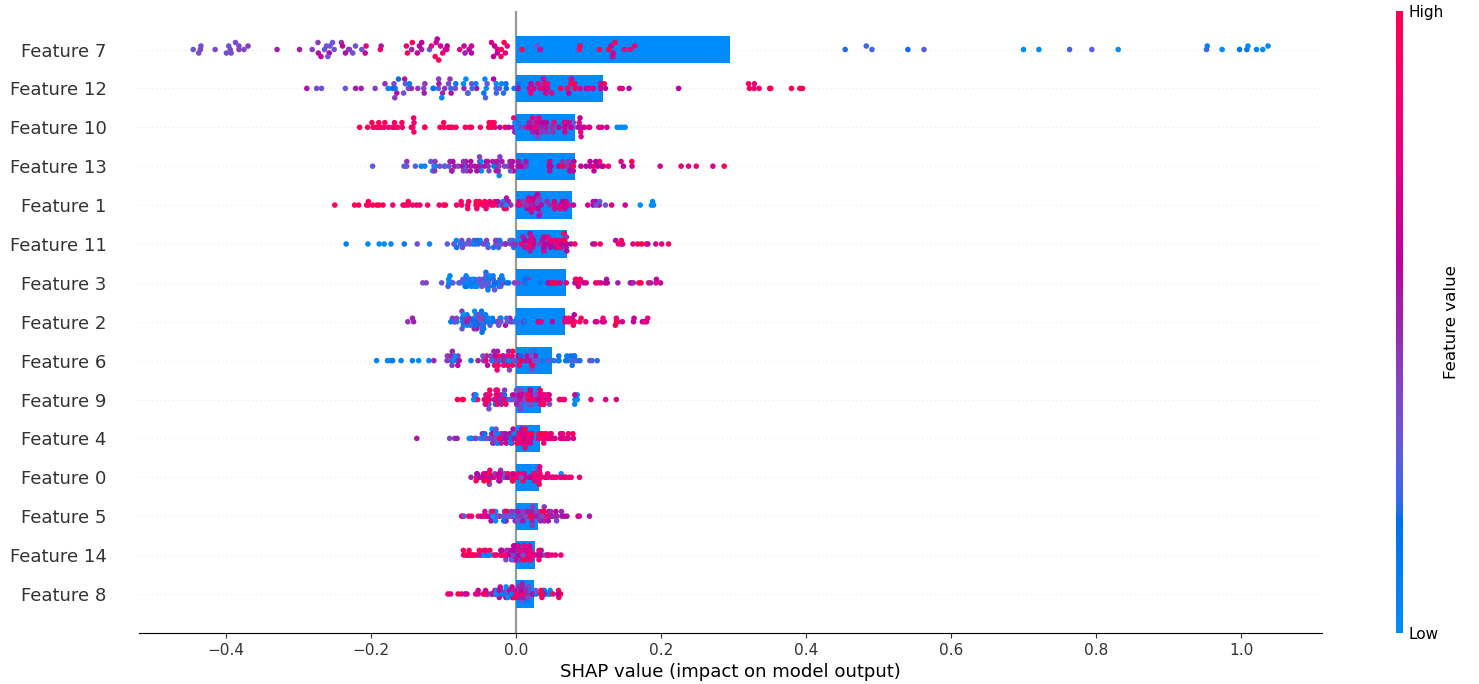 High
Feature 7
Feature 12
Feature 10
Feature 13
Feature 1
Feature 11
Feature 3
Feature 2
Feature 6
Feature 9
Feature 4
Feature 0
Feature 5
Feature 14
Feature 8
Feature value
Low
−0.4 −0.2 0.0 0.2 0.4 0.6 0.8 1.0
SHAP value (impact on model output)